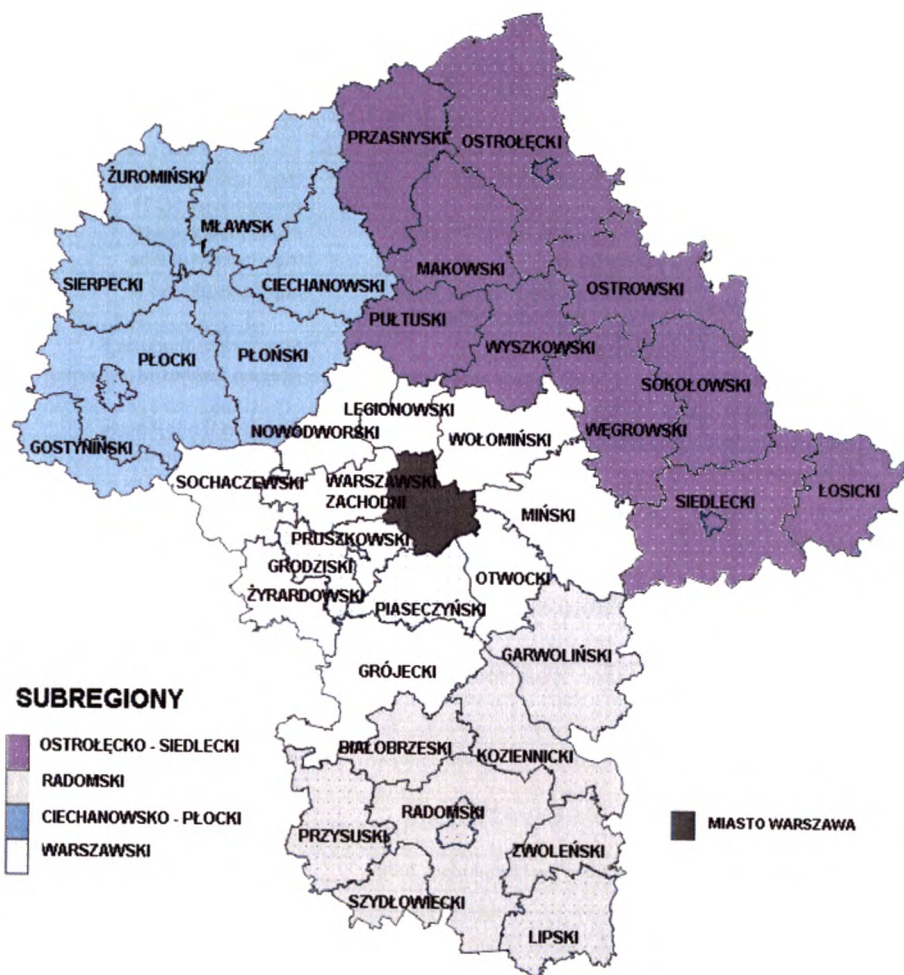 PRZASNYSKI
OSTROŁĘCKI
ŻUROMIŃSKI
MŁAWSK
MAKOWSKI
SIERPECKI
CIECHANOWSKI
OSTROWSKI
PUŁTUSKI
WYSZKOWSKI
PŁOCKI
PŁOŃSKI
SOKOŁOWSKI
LEGIONOWSKI
NOWODWORSKI
WOŁOMIŃSKI
WĘGROWSKI
GOSTYNIŃSKI
SOCHACZEWSKI
WARSZAWSKI
ZACHODNI
SIEDLECKI
ŁOSICKI
MIŃSKI
PRUSZKOWSKI
GRODZISKI
OTWOCKI
ŻYRARDOWSKI
PIASECZYŃSKI
GARWOLIŃSKI
GRÓJECKI
SUBREGIONY
OSTROŁĘCKO - SIEDLECKI
RADOMSKI
CIECHANOWSKO - PŁOCKI
WARSZAWSKI
BIAŁOBRZESKI
KOZIENNICKI
RADOMSKI
PRZYSUSKI
ZWOLEŃSKI
SZYDŁOWIECKI
LIPSKI
MIASTO WARSZAWA